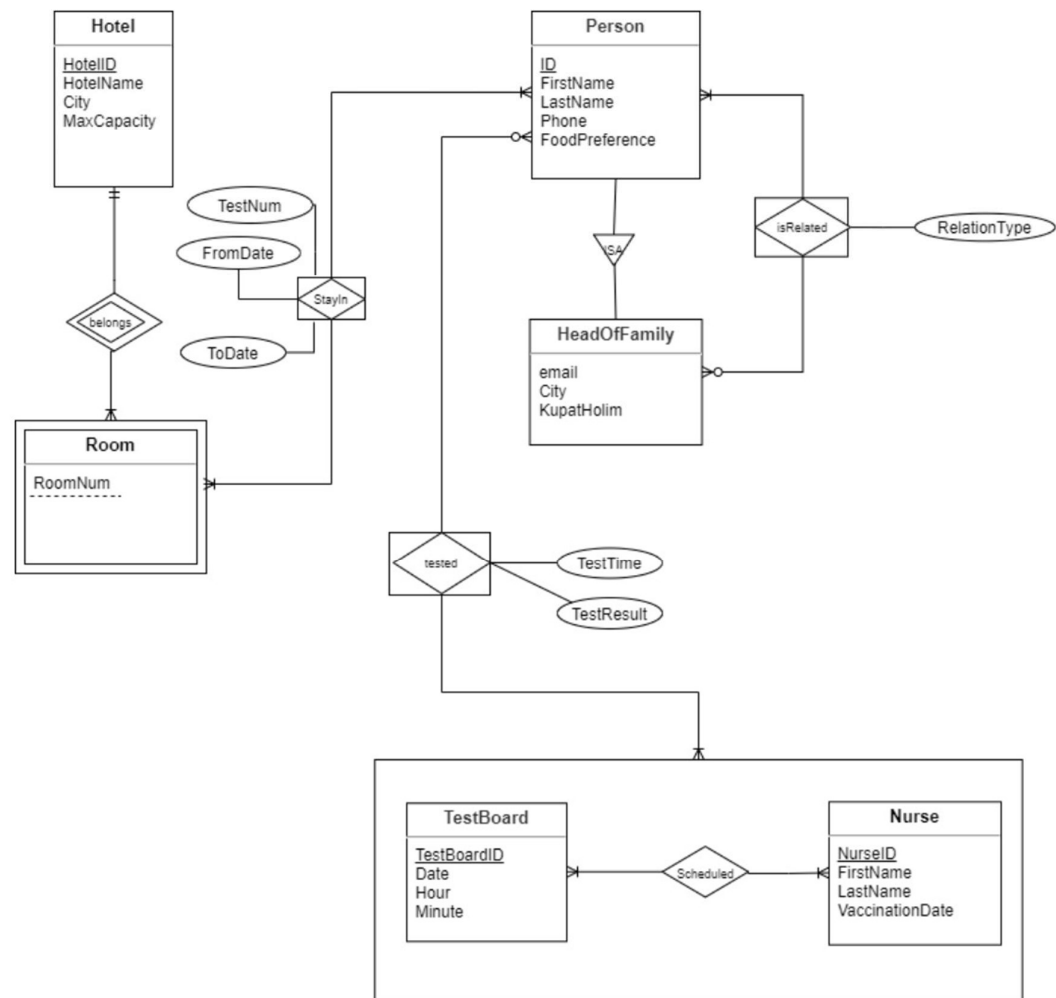 Hotel
HotelID
HotelName
City
MaxCapacity
Person
ID
FirstName
LastName
Phone
FoodPreference
TestNum
FromDate
StayIn
ToDate
belongs
Room
RoomNum
ISA
isRelated
RelationType
HeadOfFamily
email
City
KupatHolim
tested
TestTime
TestResult
TestBoard
TestBoardID
Date
Hour
Minute
Scheduled
Nurse
NurseID
FirstName
LastName
VaccinationDate